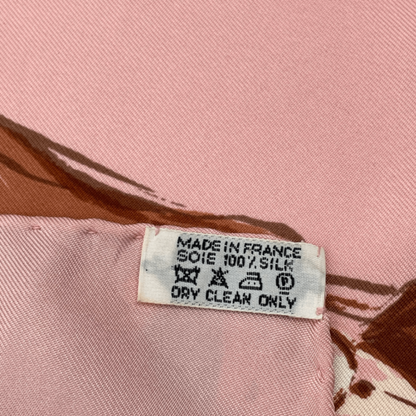 MADE IN FRANCE
SOIE 100% SILK
P
DRY CLEAN ONLY